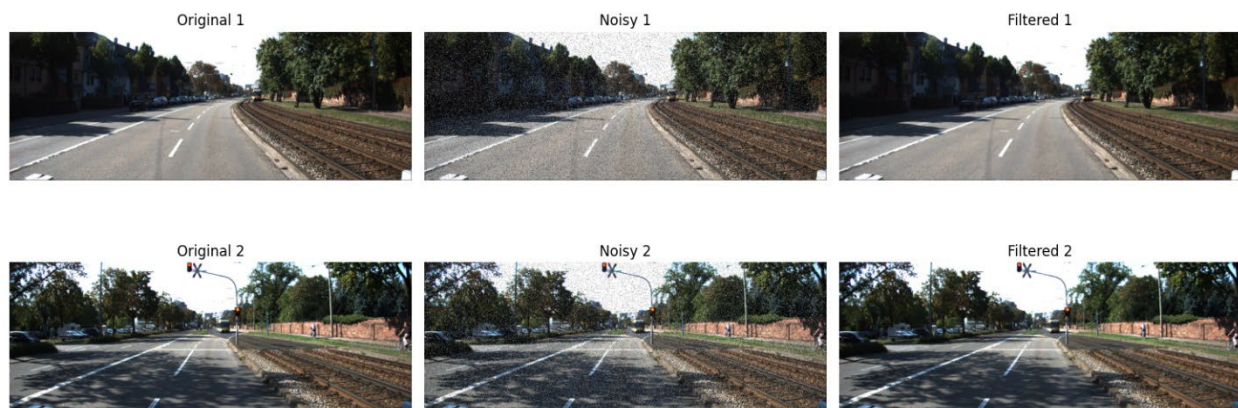 Original 1
Noisy 1
Filtered 1
Original 2
Noisy 2
Filtered 2